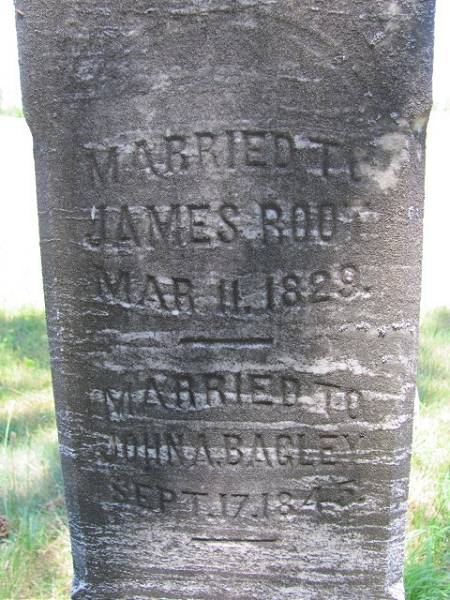 MARRIED TO
JAMES ROOT
MAR 11. 1829.
MARRIED TO
JOHN A. BAGLEY
SEPT. 17. 1845